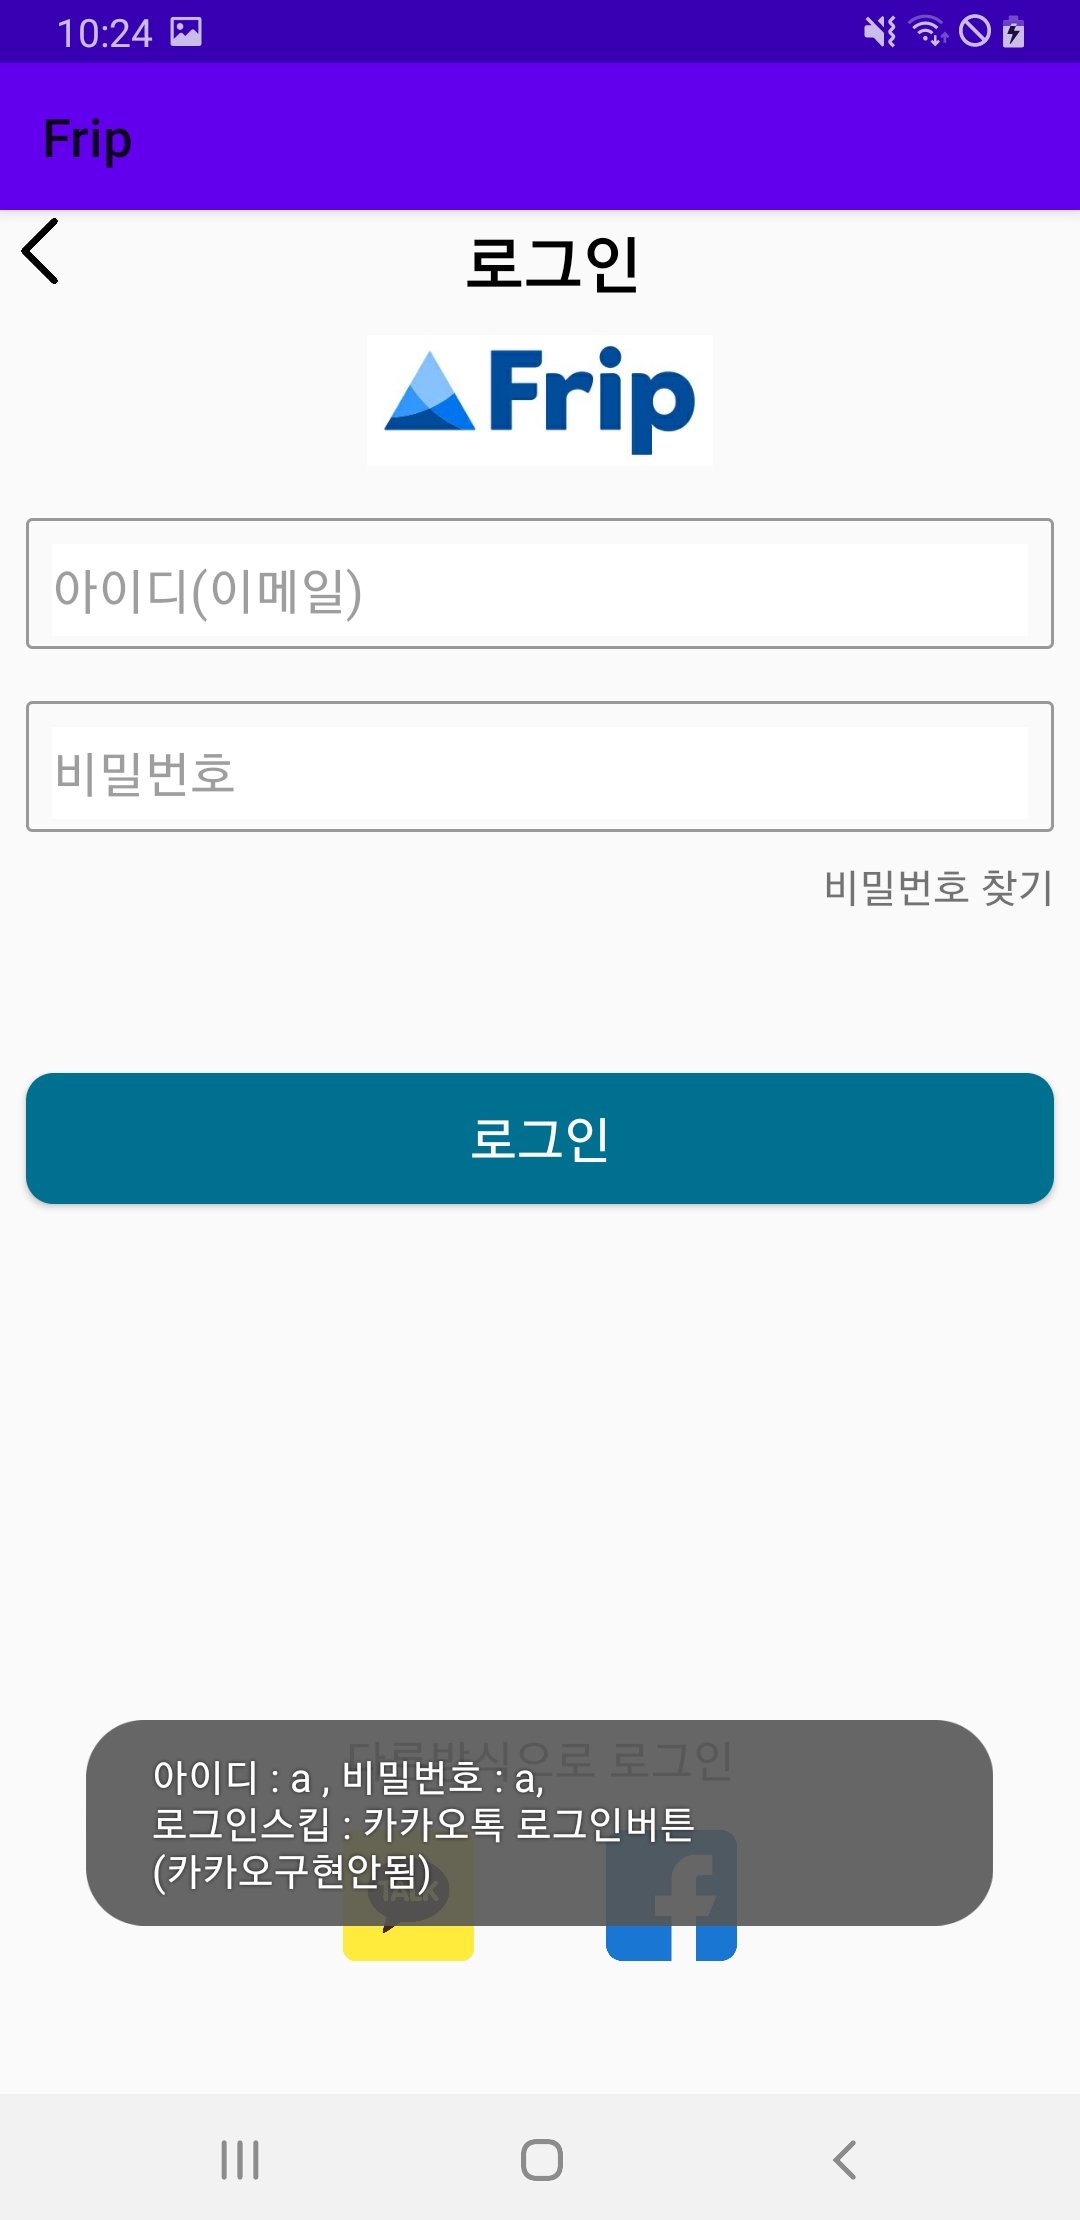 10:24
Frip
로그인
Frip
아이디(이메일)
비밀번호
비밀번호 찾기
로그인
다른방식으로 로그인
아이디 : a , 비밀번호 : a,
로그인스킵 : 카카오톡 로그인버튼
(카카오구현안됨)
TALK